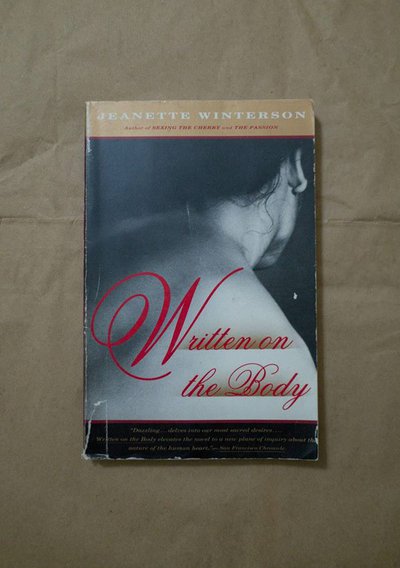 JEANETTE WINTERSON
Author of SEXING THE CHERRY and THE PASSION
Written on
the Body
"Dazzling... delves into our most sacred desires....
Written on the Body elevates the novel to a new plane of inquiry about the
nature of the human heart."—San Francisco Chronicle